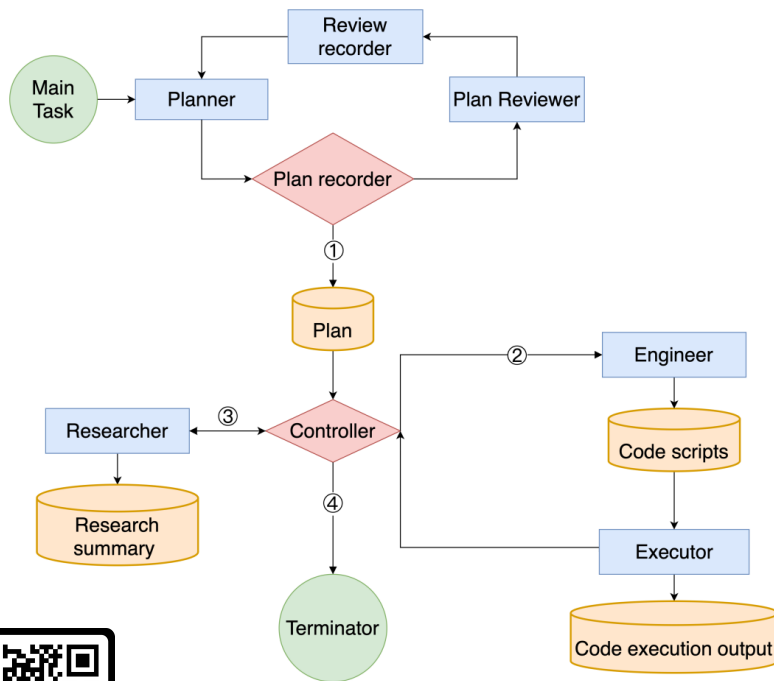 Review
recorder
Main
Task
Planner
Plan Reviewer
Plan recorder
①
Plan
②
Engineer
Researcher
③
Controller
Code scripts
④
Research
summary
Executor
Terminator
Code execution output